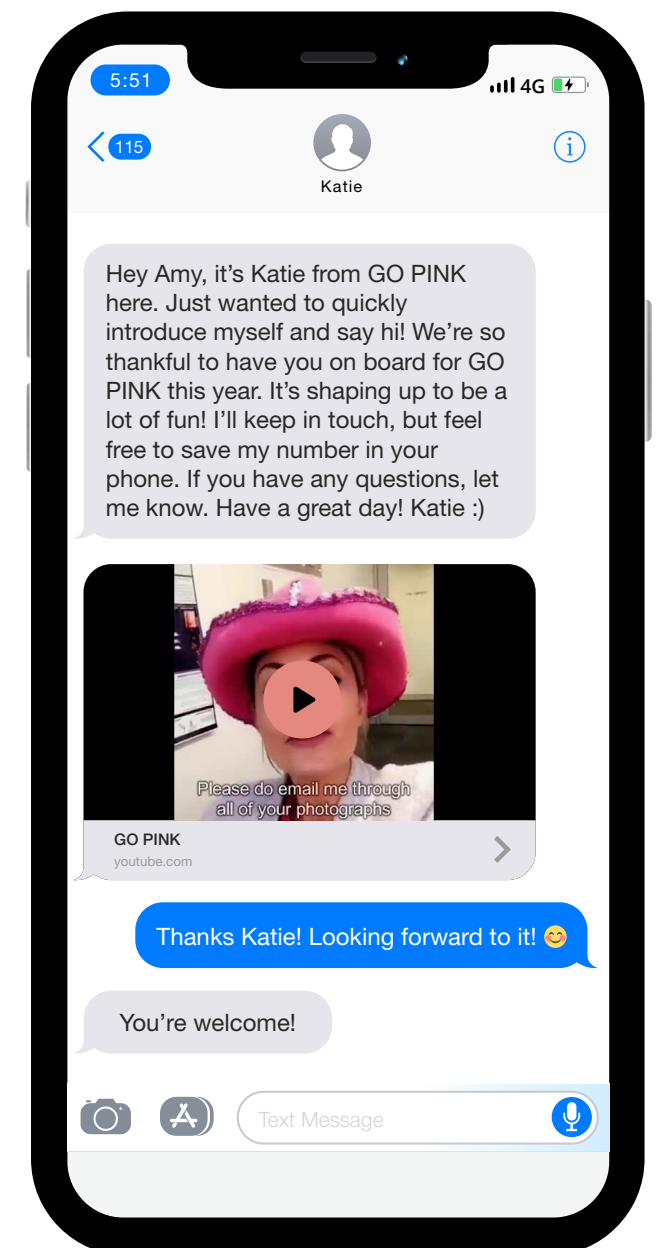 5:51
4G
115
Katie
Hey Amy, it’s Katie from GO PINK
here. Just wanted to quickly
introduce myself and say hi! We’re so
thankful to have you on board for GO
PINK this year. It’s shaping up to be a
lot of fun! I’ll keep in touch, but feel
free to save my number in your
phone. If you have any questions, let
me know. Have a great day! Katie :)
Please do email me through
all of your photographs
GO PINK
youtube.com
Thanks Katie! Looking forward to it! 😊
You’re welcome!
Text Message